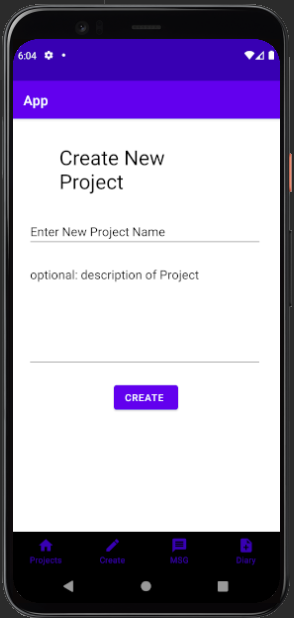 6:04
App
Create New
Project
Enter New Project Name
optional: description of Project
CREATE
Projects
Create
MSG
Diary